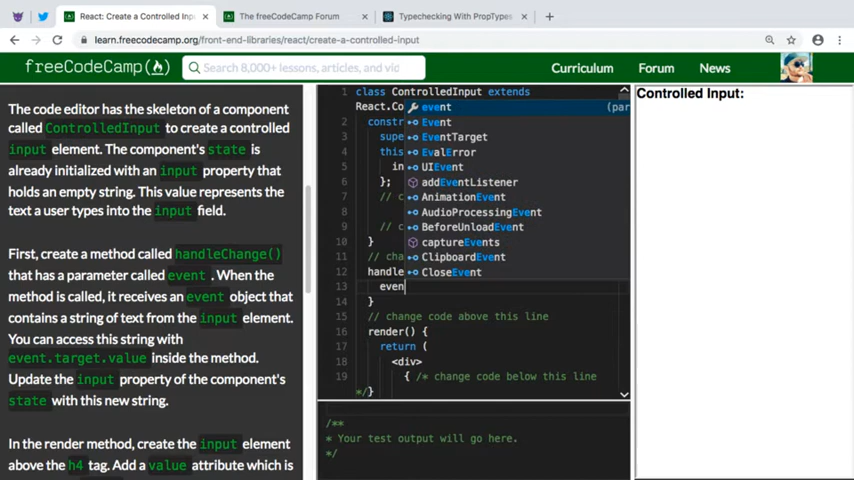 React: Create a Controlled Inp
The freeCodeCamp Forum
Typechecking With PropTypes
learn.freecodecamp.org/front-end-libraries/react/create-a-controlled-input
freeCodeCamp
Search 8,000+ lessons, articles, and vid
Curriculum
Forum
News
The code editor has the skeleton of a component
called ControlledInput to create a controlled
input element. The component's state is
already initialized with an input property that
holds an empty string. This value represents the
text a user types into the input field.
First, create a method called handleChange()
that has a parameter called event . When the
method is called, it receives an event object that
contains a string of text from the input element.
You can access this string with
event.target.value inside the method.
Update the input property of the component's
state with this new string.
In the render method, create the input element
above the h4 tag. Add a value attribute which is
1 class ControlledInput extends
React.Co
2 constr
3 supe
4 this
5 in
6 };
7 // c
8
9 // c
10 }
11 // cha
12 handle
13 even
14 }
15 // change code above this line
16 render() {
17 return (
18 <div>
19 { /* change code below this line
*/}
event (par
Event
EventTarget
EvalError
UIEvent
addEventListener
AnimationEvent
AudioProcessingEvent
BeforeUnloadEvent
captureEvents
ClipboardEvent
CloseEvent
/**
* Your test output will go here.
*/
Controlled Input: